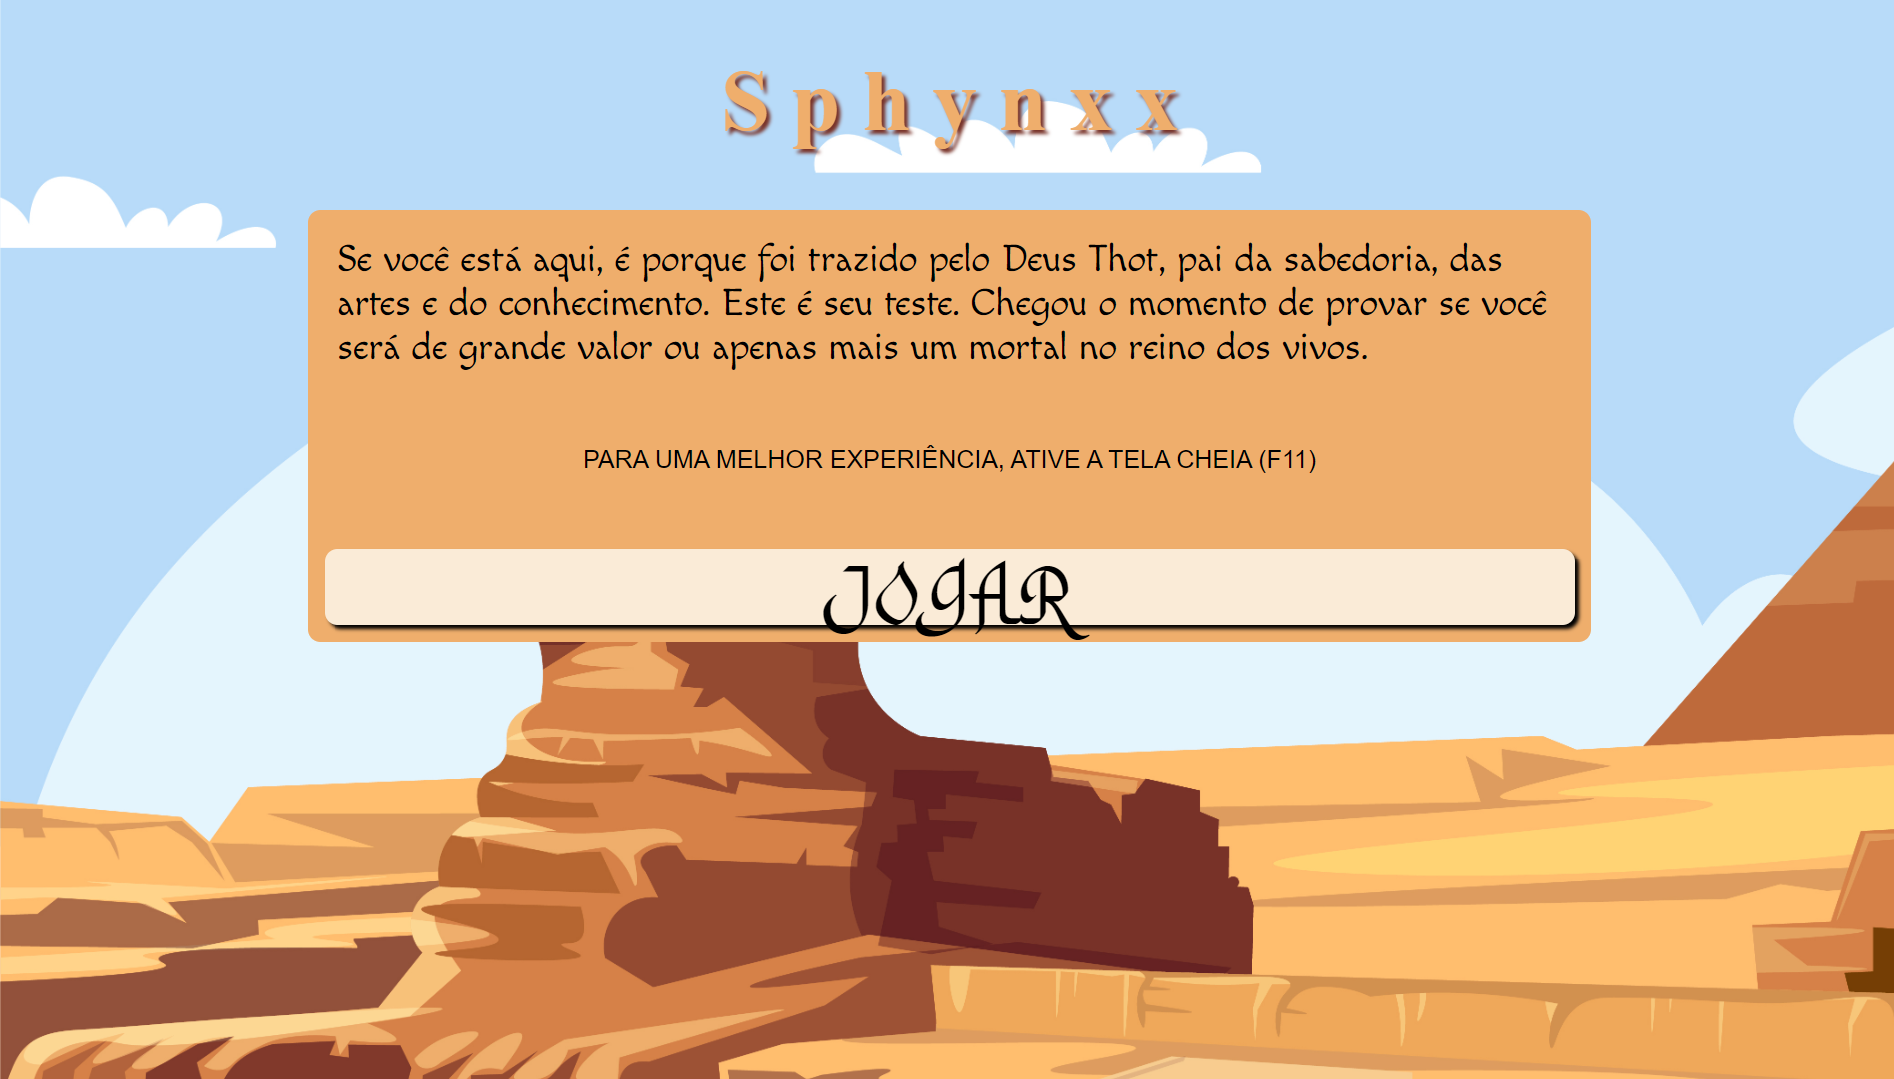 Sphynxx
Se você está aqui, é porque foi trazido pelo Deus Thot, pai da sabedoria, das
artes e do conhecimento. Este é seu teste. Chegou o momento de provar se você
será de grande valor ou apenas mais um mortal no reino dos vivos.
PARA UMA MELHOR EXPERIÊNCIA, ATIVE A TELA CHEIA (F11)
JOGAR